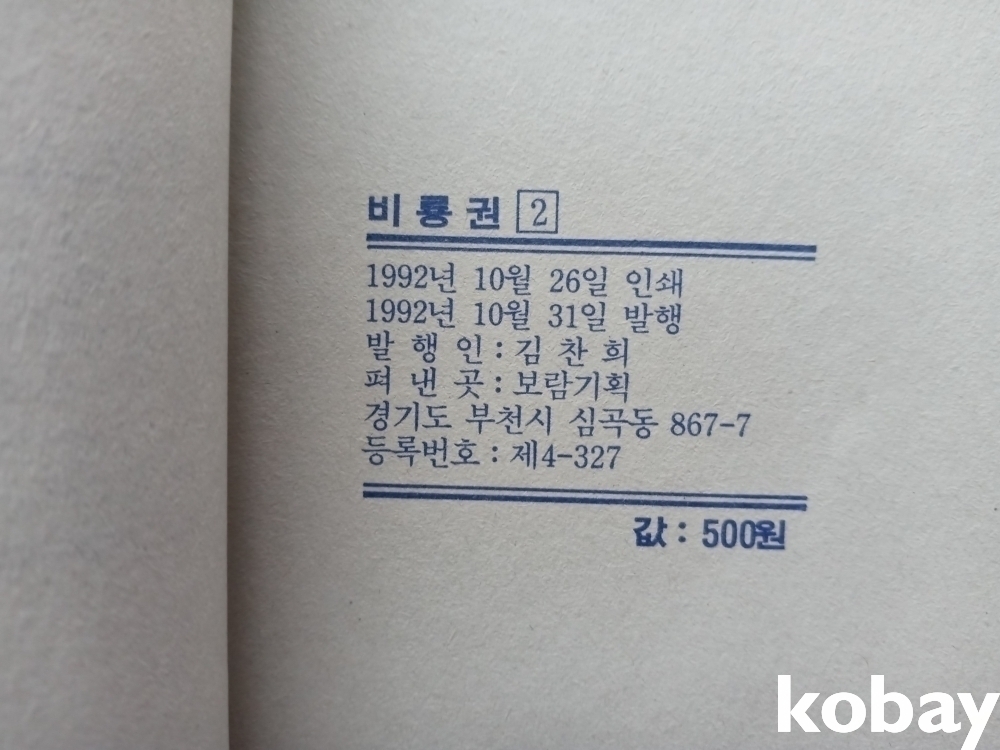 비룡권 2
1992년 10월 26일 인쇄
1992년 10월 31일 발행
발 행 인 : 김 찬 희
펴 낸 곳 : 보람기획
경기도 부천시 심곡동 867-7
등록번호 : 제4-327
값 : 500원
kobay